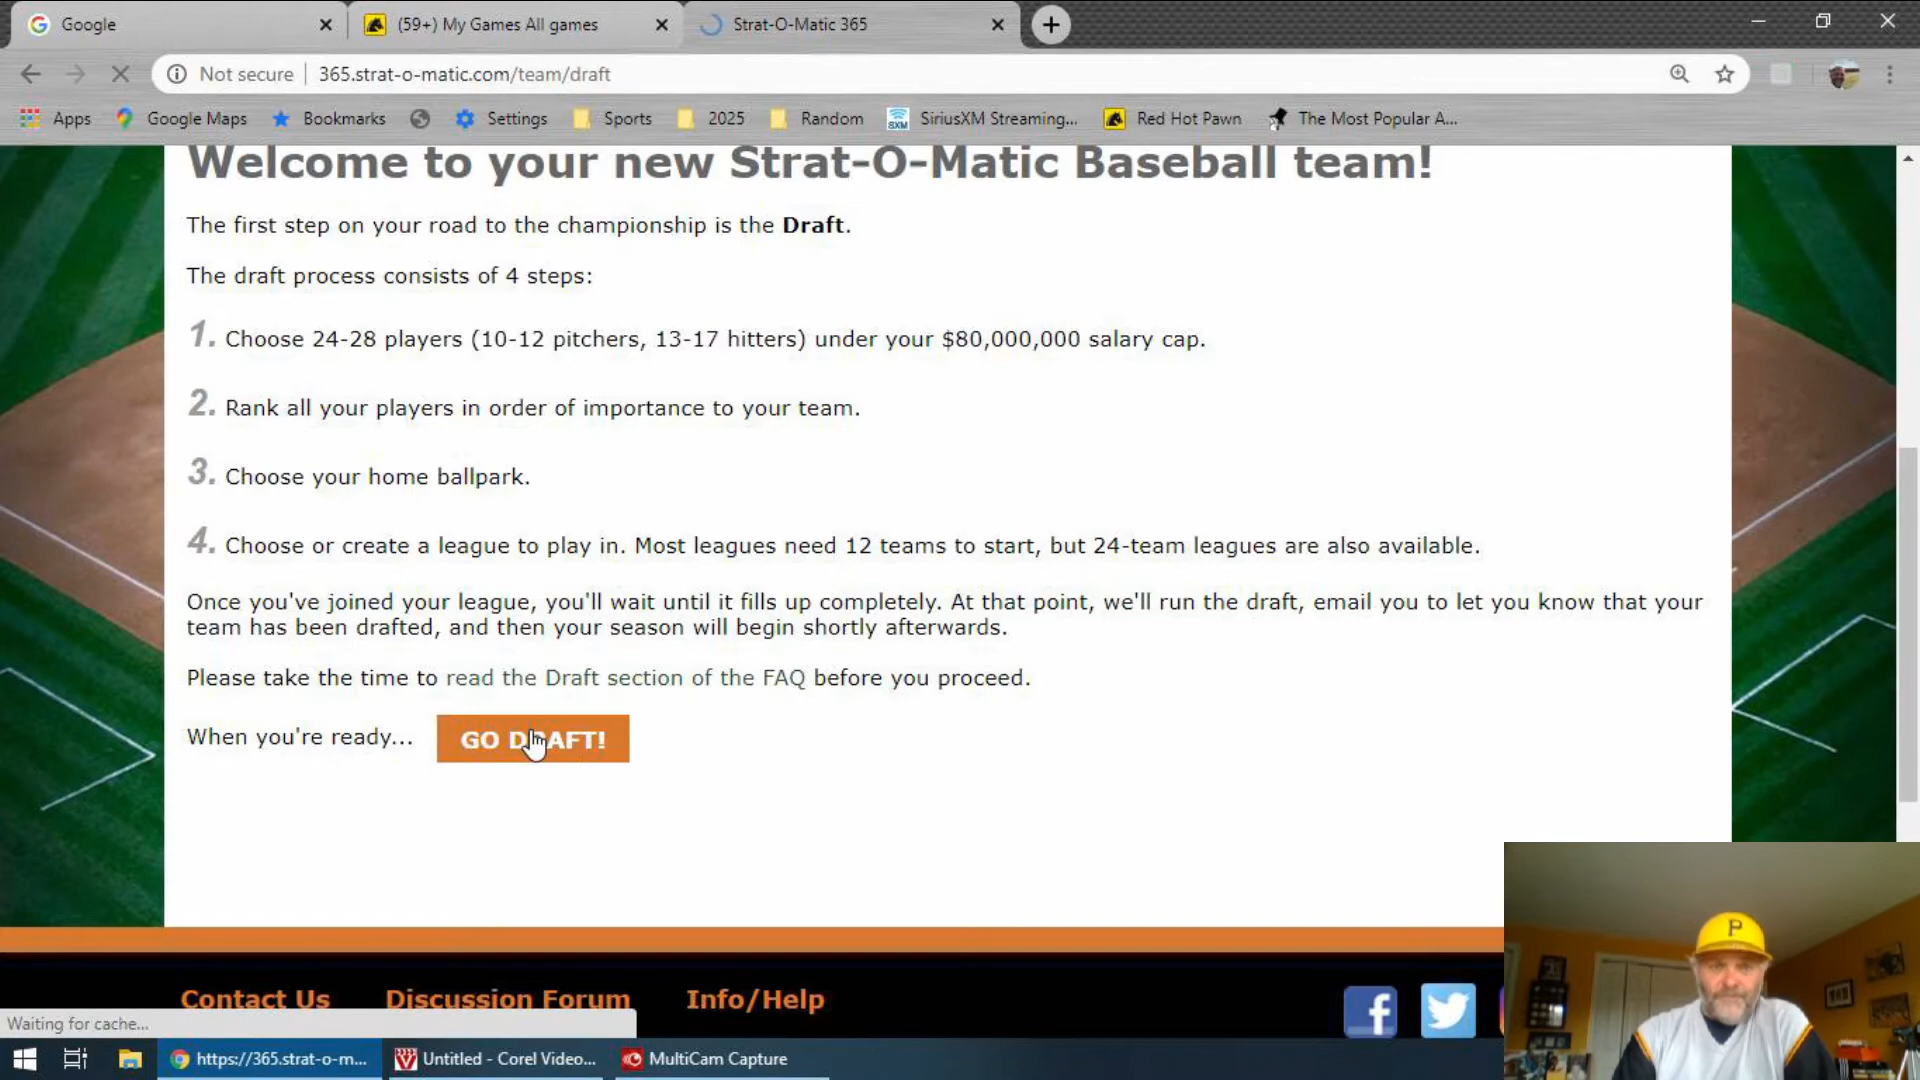 Google
(59+) My Games All games
Strat-O-Matic 365
Not secure
365.strat-o-matic.com/team/draft
Apps
Google Maps
Bookmarks
Settings
Sports
2025
Random
SiriusXM Streaming...
Red Hot Pawn
The Most Popular A...
Welcome to your new Strat-O-Matic Baseball team!
The first step on your road to the championship is the Draft.
The draft process consists of 4 steps:
1. Choose 24-28 players (10-12 pitchers, 13-17 hitters) under your $80,000,000 salary cap.
2. Rank all your players in order of importance to your team.
3. Choose your home ballpark.
4. Choose or create a league to play in. Most leagues need 12 teams to start, but 24-team leagues are also available.
Once you've joined your league, you'll wait until it fills up completely. At that point, we'll run the draft, email you to let you know that your
team has been drafted, and then your season will begin shortly afterwards.
Please take the time to read the Draft section of the FAQ before you proceed.
When you're ready... GO DRAFT!
P
Contact Us
Discussion Forum
Info/Help
Waiting for cache...
https://365.strat-o-m...
Untitled - Corel Video...
MultiCam Capture